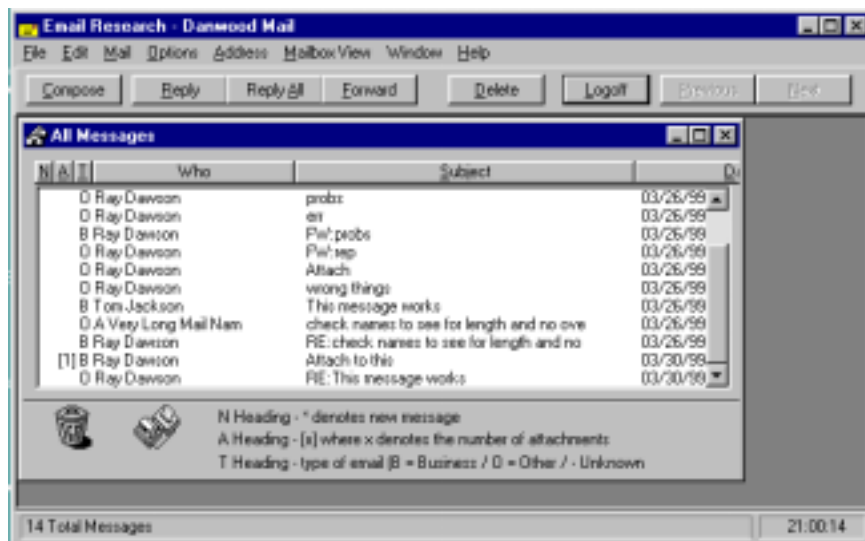 Email Research - Danwood Mail
File Edit Mail Options Address Mailbox View Window Help
Compose Reply Reply All Forward Delete Logoff Previous Next
All Messages
N A T Who Subject Da
O Ray Dawson probs 03/26/99
O Ray Dawson err 03/26/99
B Ray Dawson FW: probs 03/26/99
O Ray Dawson FW: rep 03/26/99
O Ray Dawson Attach 03/26/99
O Ray Dawson wrong things 03/26/99
B Tom Jackson This message works 03/26/99
O A Very Long Mail Nam check names to see for length and no ove 03/26/99
B Ray Dawson RE: check names to see for length and no 03/26/99
[1] B Ray Dawson Attach to this 03/30/99
O Ray Dawson RE: This message works 03/30/99
N Heading - * denotes new message
A Heading - [x] where x denotes the number of attachments
T Heading - type of email (B = Business / O = Other / - Unknown
14 Total Messages 21:00:14